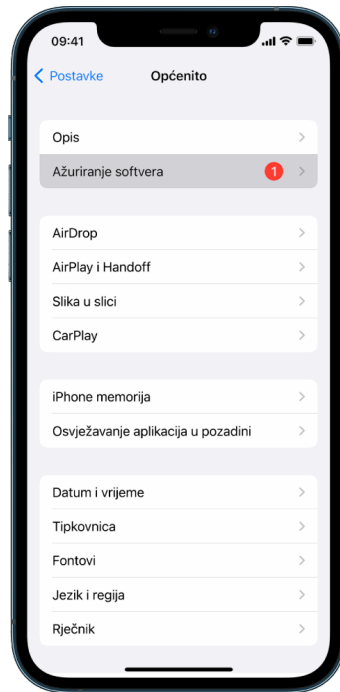 09:41
Postavke Općenito
Opis
Ažuriranje softvera 1
AirDrop
AirPlay i Handoff
Slika u slici
CarPlay
iPhone memorija
Osvježavanje aplikacija u pozadini
Datum i vrijeme
Tipkovnica
Fontovi
Jezik i regija
Rječnik